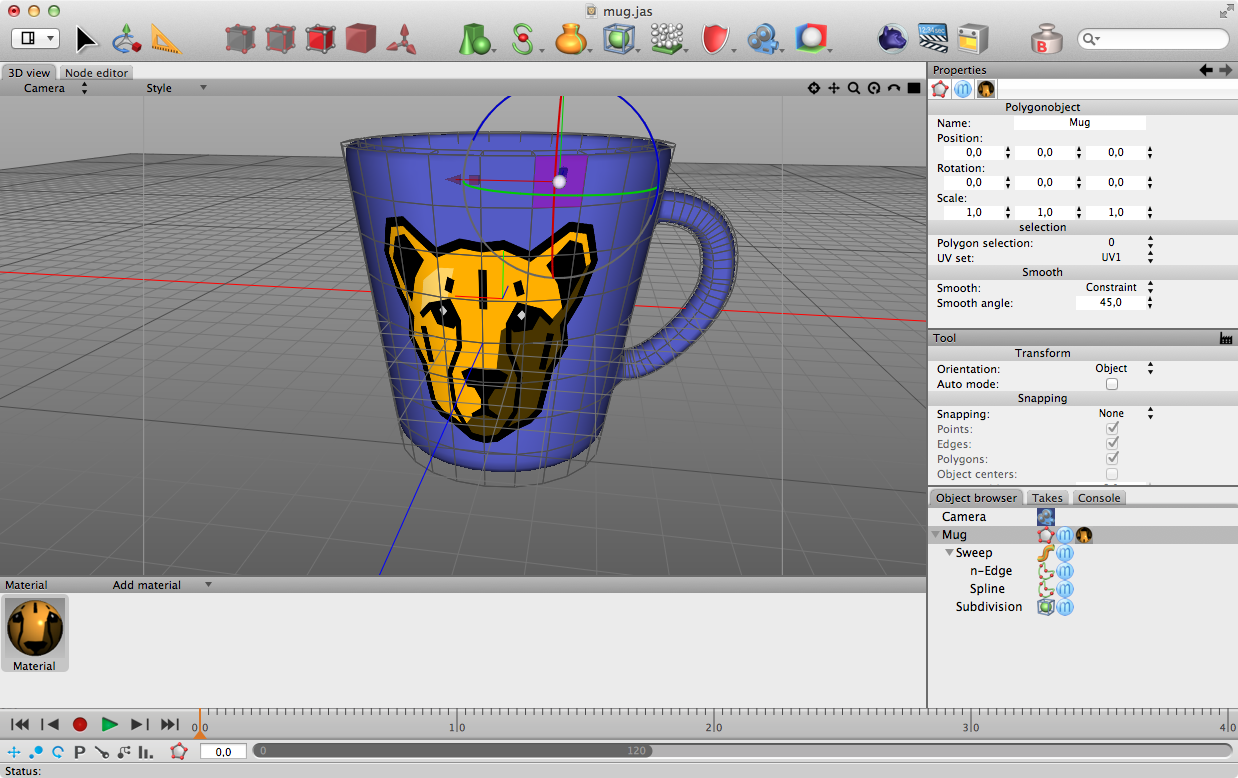 mug.jas
1234sec
B
3D view Node editor
Camera Style
Properties
Polygonobject
Name: Mug
Position:
0,0 0,0 0,0
Rotation:
0,0 0,0 0,0
Scale:
1,0 1,0 1,0
selection
Polygon selection: 0
UV set: UV1
Smooth
Smooth: Constraint
Smooth angle: 45,0
Tool
Transform
Orientation: Object
Auto mode:
Snapping
Snapping: None
Points:
Edges:
Polygons:
Object centers:
Object browser Takes Console
Camera
Mug m
Sweep m
n-Edge m
Spline m
Subdivision m
Material Add material
Material
0|0 1|0 2|0 3|0 4|0
P 0,0 0 120
Status: